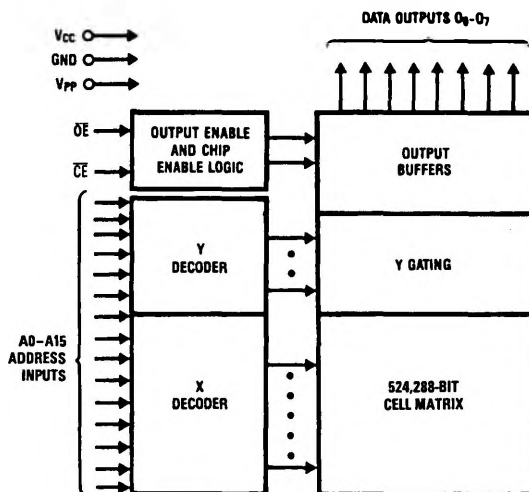 DATA OUTPUTS O₀-O₇
VCC
GND
VPP
OE
CE
OUTPUT ENABLE
AND CHIP
ENABLE LOGIC
OUTPUT
BUFFERS
Y
DECODER
Y GATING
A0–A15
ADDRESS
INPUTS
X
DECODER
524,288-BIT
CELL MATRIX